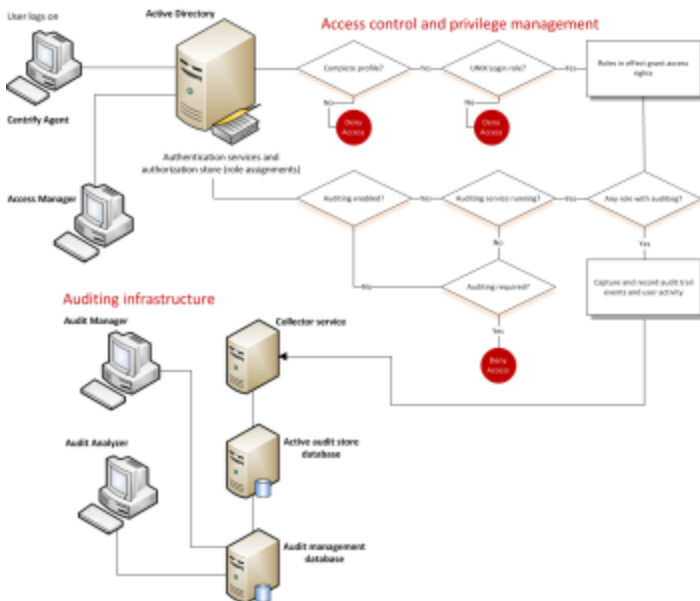 User logs on
Active Directory
Access control and privilege management
Complete profile?
Yes
UNIX Login role?
Yes
Roles in effect grant access
rights
No
No
Deny
Access
Deny
Access
Centrify Agent
Authentication services and
authorization store (role assignments)
Access Manager
Auditing enabled?
Yes
Auditing service running?
Yes
Any role with auditing?
No
Yes
No
Auditing required?
Capture and record audit trail
events and user activity
Yes
Deny
Access
Auditing infrastructure
Audit Manager
Collector service
Audit Analyzer
Active audit store
database
Audit management
database